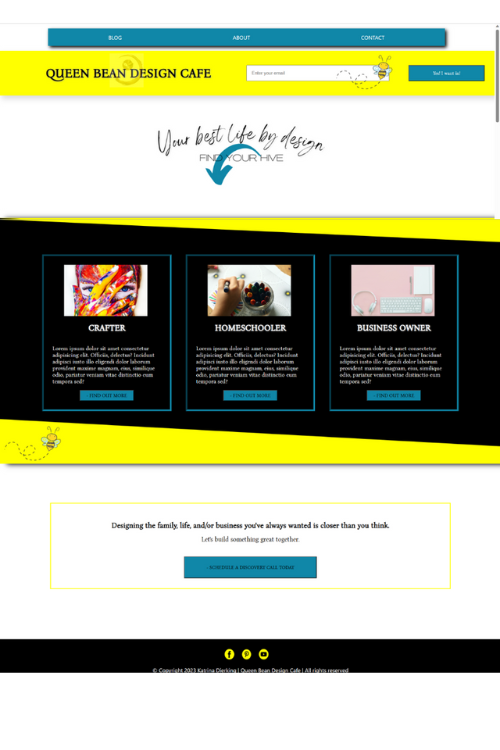 BLOG ABOUT CONTACT
QUEEN BEAN DESIGN CAFE
Enter your email
Your best life by design
FIND YOUR HIVE
CRAFTER
Lorem ipsum dolor sit amet consectetur
adipisicing elit. Officiis, delectus? Incidunt
adipisci iusto illo eligendi dolor laborum
provident maxime magnam, eius, similique
odio, pariatur veniam vitae distinctio cum
tempora sed?
FIND OUT MORE
HOMESCHOOLER
Lorem ipsum dolor sit amet consectetur
adipisicing elit. Officiis, delectus? Incidunt
adipisci iusto illo eligendi dolor laborum
provident maxime magnam, eius, similique
odio, pariatur veniam vitae distinctio cum
tempora sed?
FIND OUT MORE
BUSINESS OWNER
Lorem ipsum dolor sit amet consectetur
adipisicing elit. Officiis, delectus? Incidunt
adipisci iusto illo eligendi dolor laborum
provident maxime magnam, eius, similique
odio, pariatur veniam vitae distinctio cum
tempora sed?
FIND OUT MORE
Designing the family, life, and/or business you've always wanted is closer than you think.
Let's build something great together.
SCHEDULE A DISCOVERY CALL TODAY
© Copyright 2023 Katrina Dierking | Queen Bean Design Cafe | All rights reserved